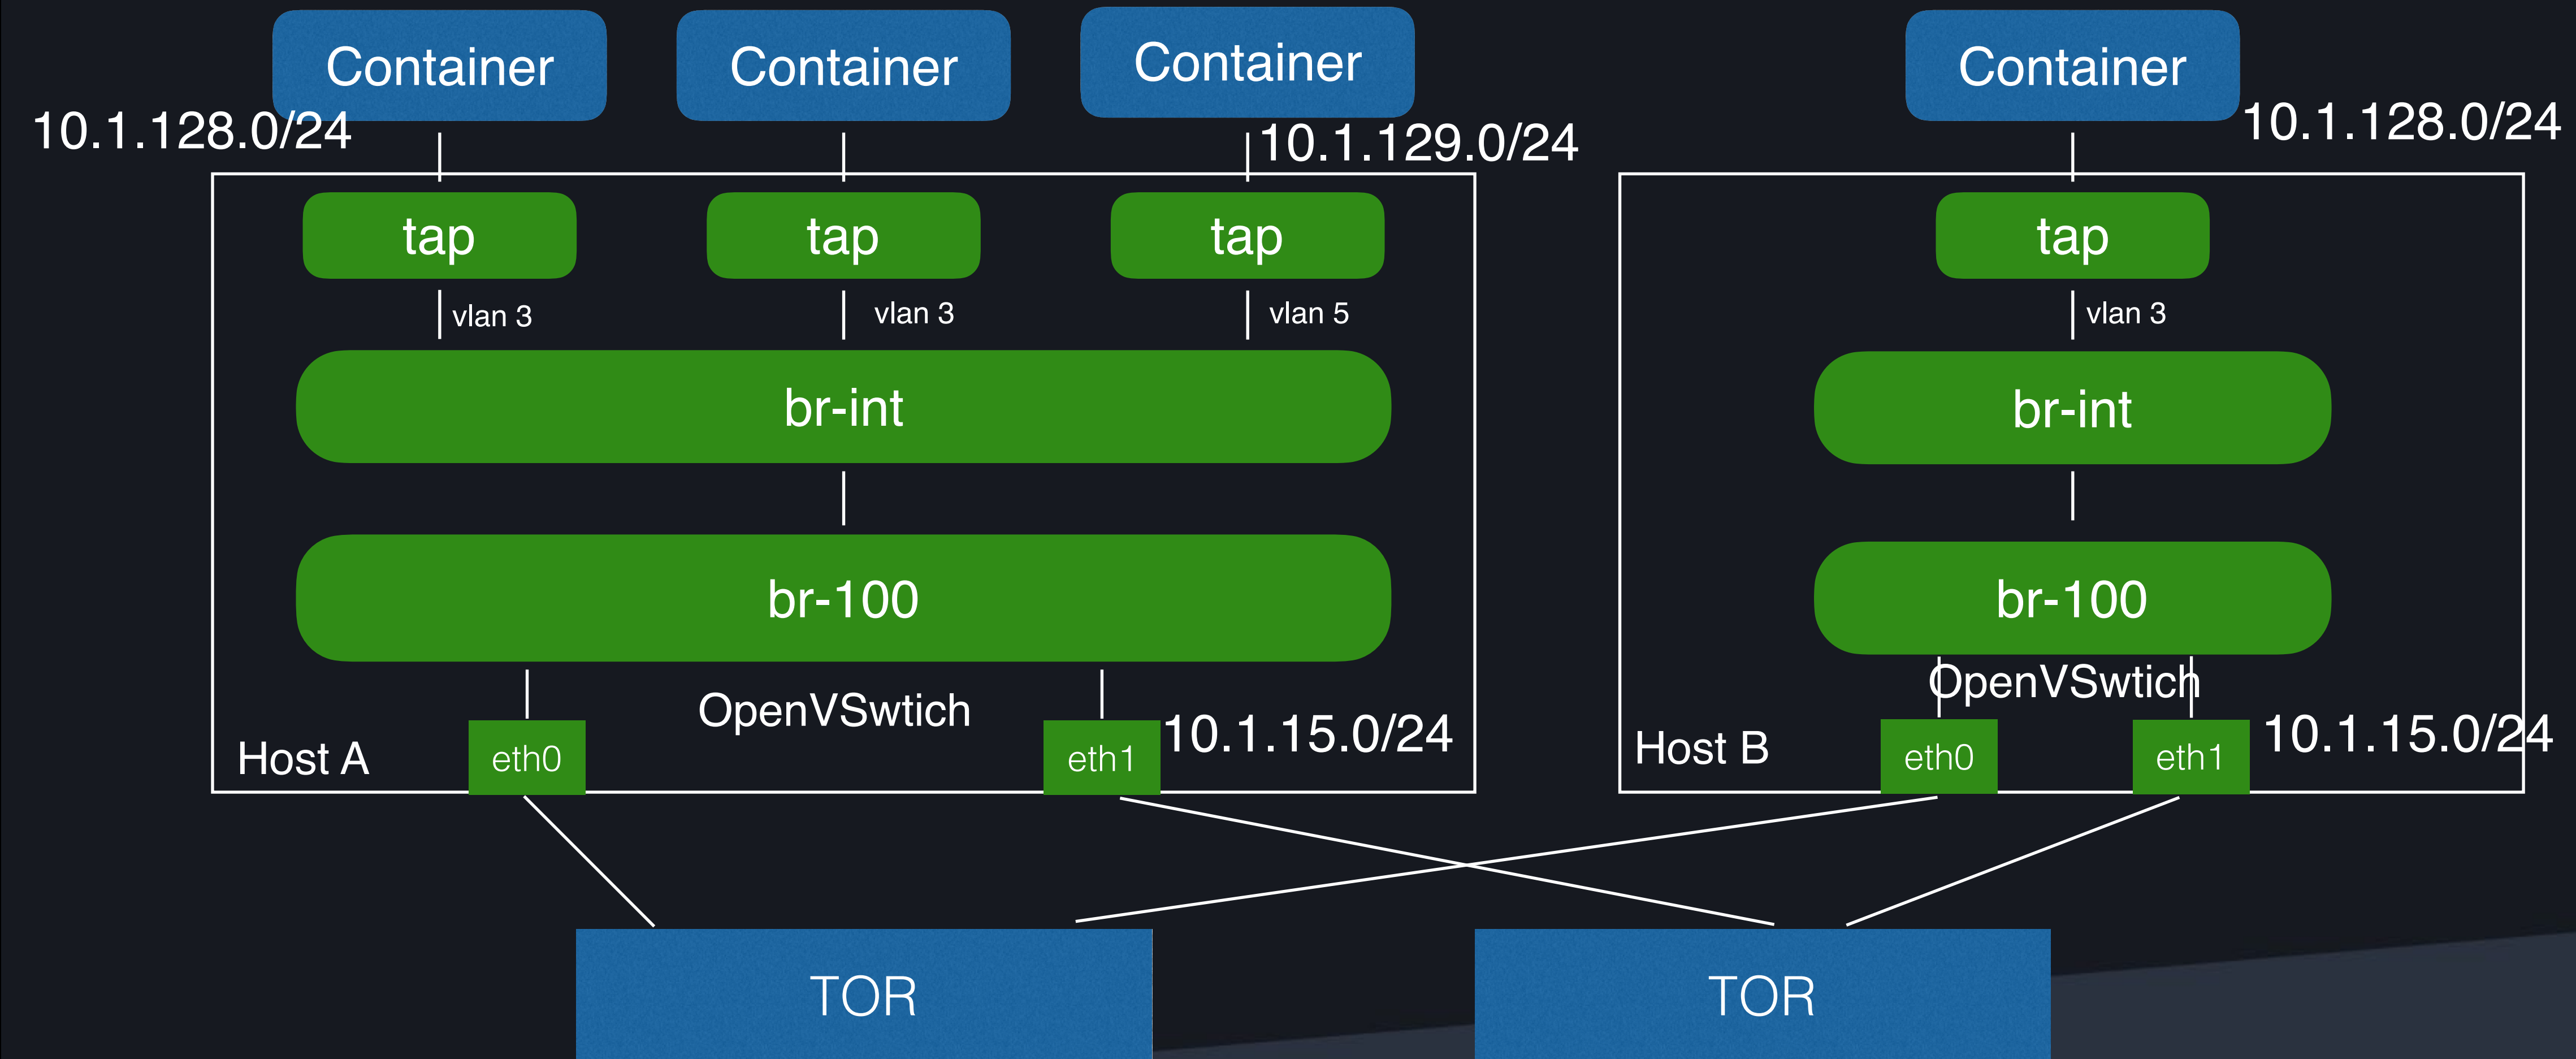 Container
Container
Container
Container
10.1.128.0/24
10.1.129.0/24
10.1.128.0/24
tap
tap
tap
tap
vlan 3
vlan 3
vlan 5
vlan 3
br-int
br-int
br-100
br-100
OpenVSwtich
OpenVSwtich
Host A
eth0
eth1
10.1.15.0/24
Host B
eth0
eth1
10.1.15.0/24
TOR
TOR